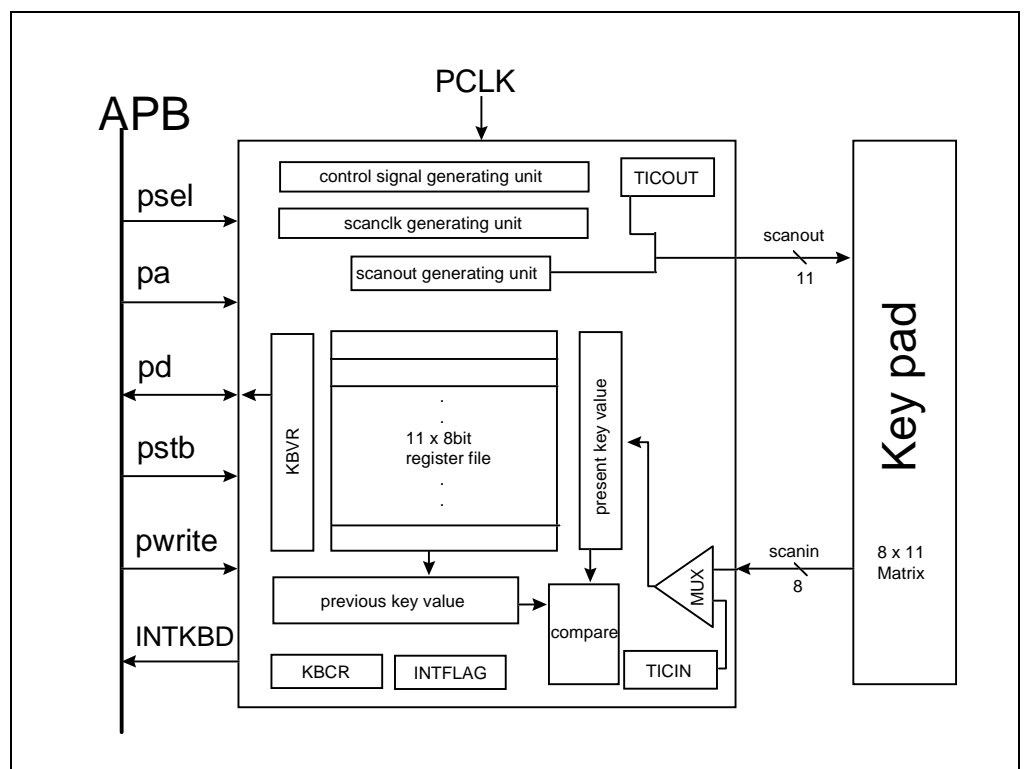 PCLK
APB
control signal generating unit
TICOUT
psel
scanclk generating unit
scanout
scanout generating unit
11
pa
Key pad
pd
KBVR
.
.
11 x 8bit
register file
.
.
present key value
pstb
pwrite
MUX
scanin
8
8 x 11
Matrix
previous key value
compare
INTKBD
KBCR
INTFLAG
TICIN